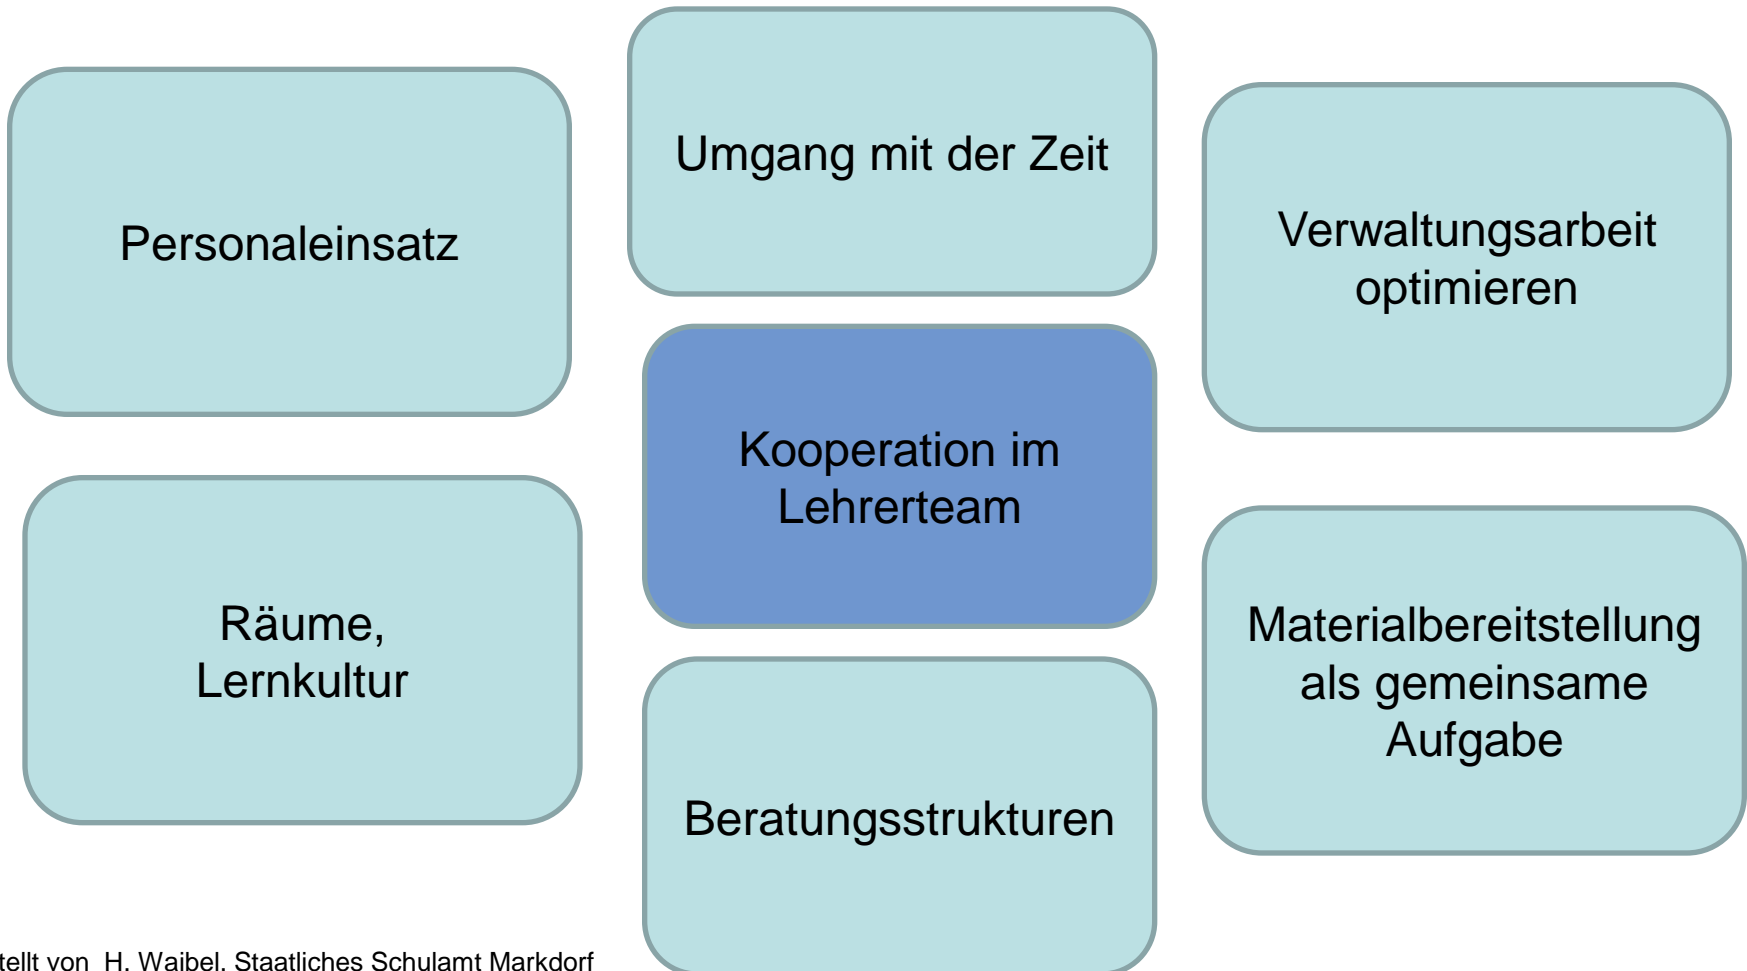 Umgang mit der Zeit
Personaleinsatz
Verwaltungsarbeit
optimieren
Kooperation im
Lehrerteam
Räume,
Lernkultur
Materialbereitstellung
als gemeinsame
Aufgabe
Beratungsstrukturen
tellt von H. Waibel, Staatliches Schulamt Markdorf